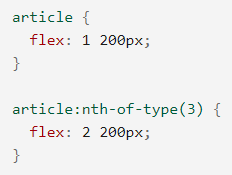 article {
  flex: 1 200px;
}

article:nth-of-type(3) {
  flex: 2 200px;
}